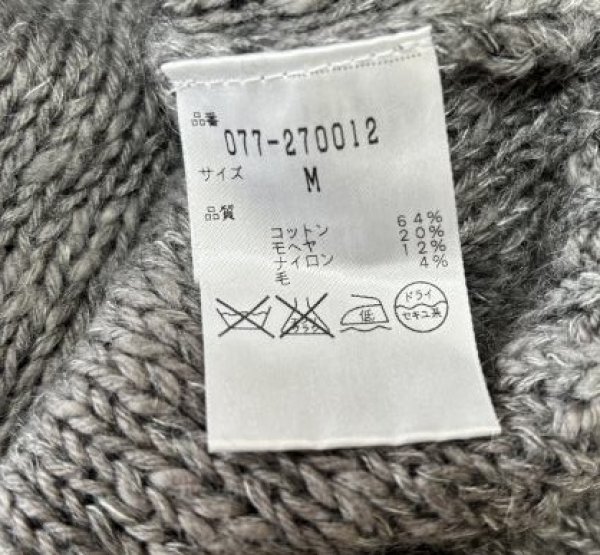 品番
077-270012
サイズ M
品質
コットン 64%
モヘヤ 20%
ナイロン 12%
毛 4%
低
ドライ
セキユ系